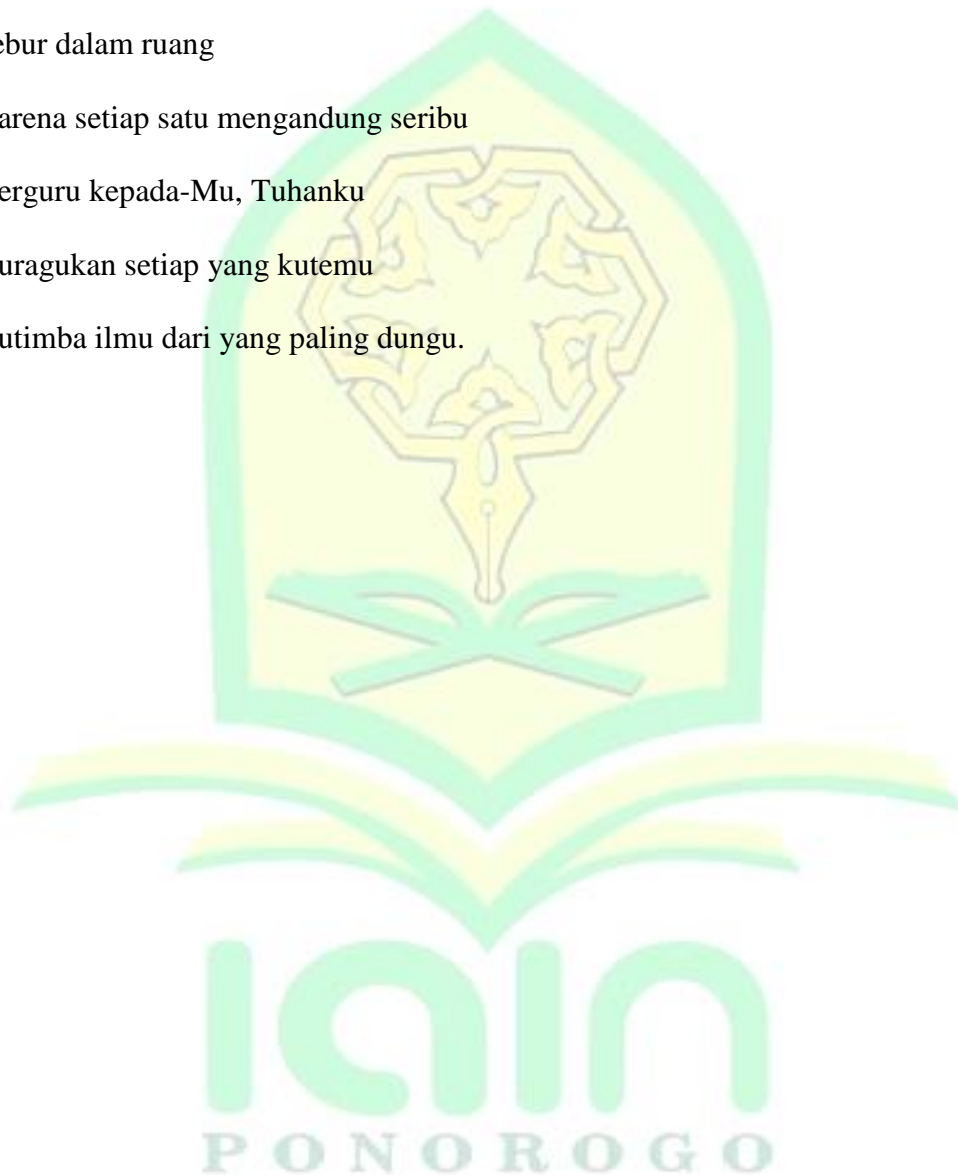 ebur dalam ruang
arena setiap satu mengandung seribu
erguru kepada-Mu, Tuhanku
uragukan setiap yang kutemu
utimba ilmu dari yang paling dungu.
iain
PONOROGO